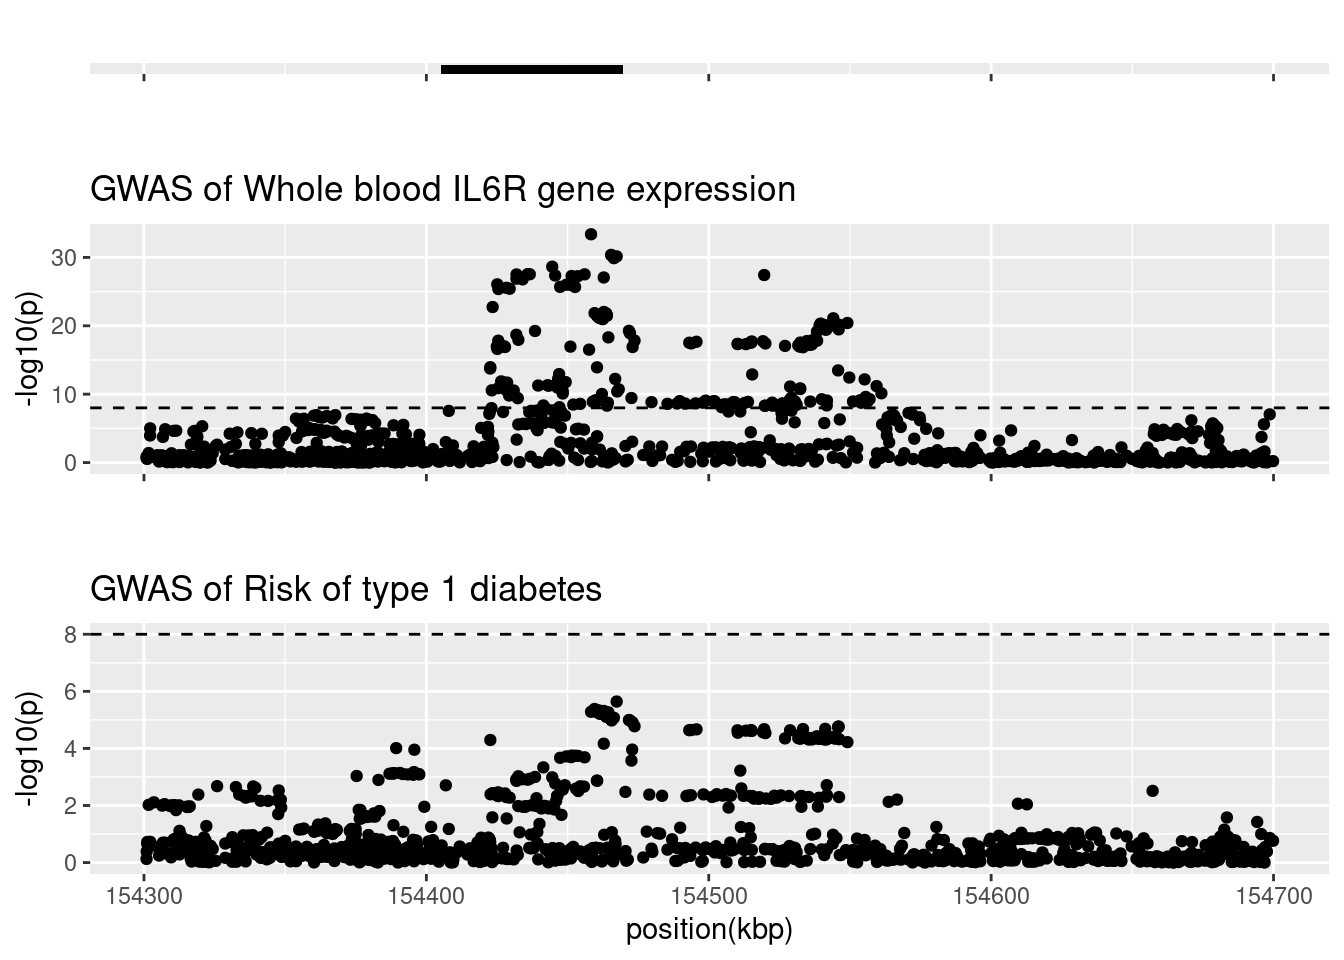 GWAS of Whole blood IL6R gene expression
30
20
10
0
-log10(p)
GWAS of Risk of type 1 diabetes
8
6
4
2
0
-log10(p)
154300 154400 154500 154600 154700
position(kbp)